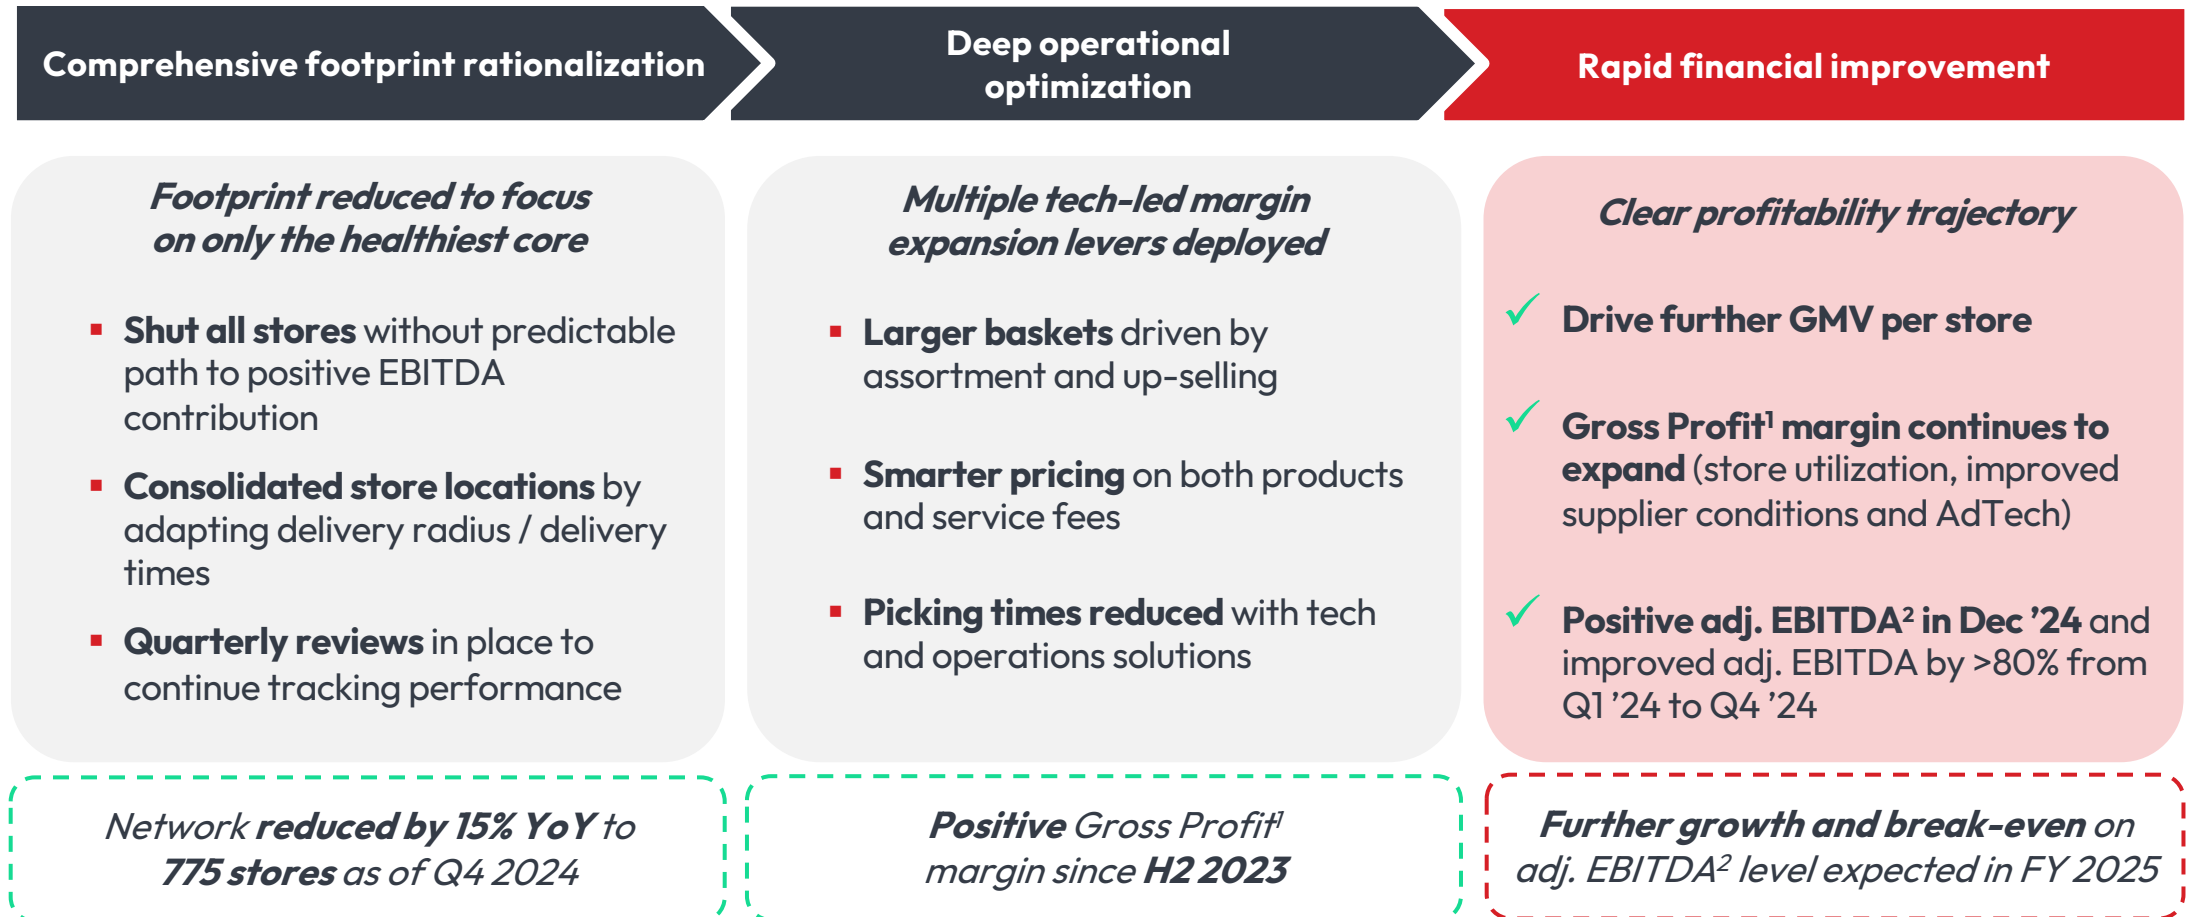 Comprehensive footprint rationalization
Deep operational
optimization
Rapid financial improvement
Footprint reduced to focus
on only the healthiest core
▪ Shut all stores without predictable
path to positive EBITDA
contribution
▪ Consolidated store locations by
adapting delivery radius / delivery
times
▪ Quarterly reviews in place to
continue tracking performance
Network reduced by 15% YoY to
775 stores as of Q4 2024
Multiple tech-led margin
expansion levers deployed
▪ Larger baskets driven by
assortment and up-selling
▪ Smarter pricing on both products
and service fees
▪ Picking times reduced with tech
and operations solutions
Positive Gross Profit¹
margin since H2 2023
Clear profitability trajectory
✓ Drive further GMV per store
✓ Gross Profit¹ margin continues to
expand (store utilization, improved
supplier conditions and AdTech)
✓ Positive adj. EBITDA² in Dec ’24 and
improved adj. EBITDA by >80% from
Q1 ’24 to Q4 ’24
Further growth and break-even on
adj. EBITDA² level expected in FY 2025